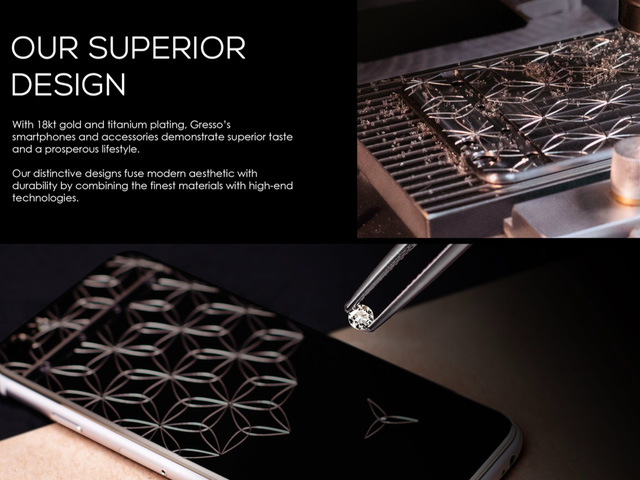 OUR SUPERIOR
DESIGN
With 18kt gold and titanium plating, Gresso's
smartphones and accessories demonstrate superior taste
and a prosperous lifestyle.
Our distinctive designs fuse modern aesthetic with
durability by combining the finest materials with high-end
technologies.